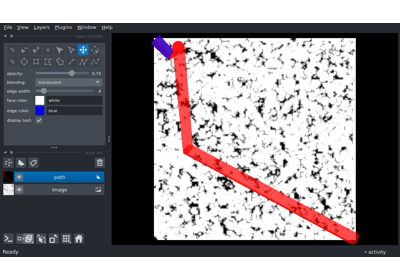 File View Layers Plugins Window Help
opacity: 0.70
blending: translucent
edge width:
face color: white
edge color: blue
display text:
path
Image
Ready
activity